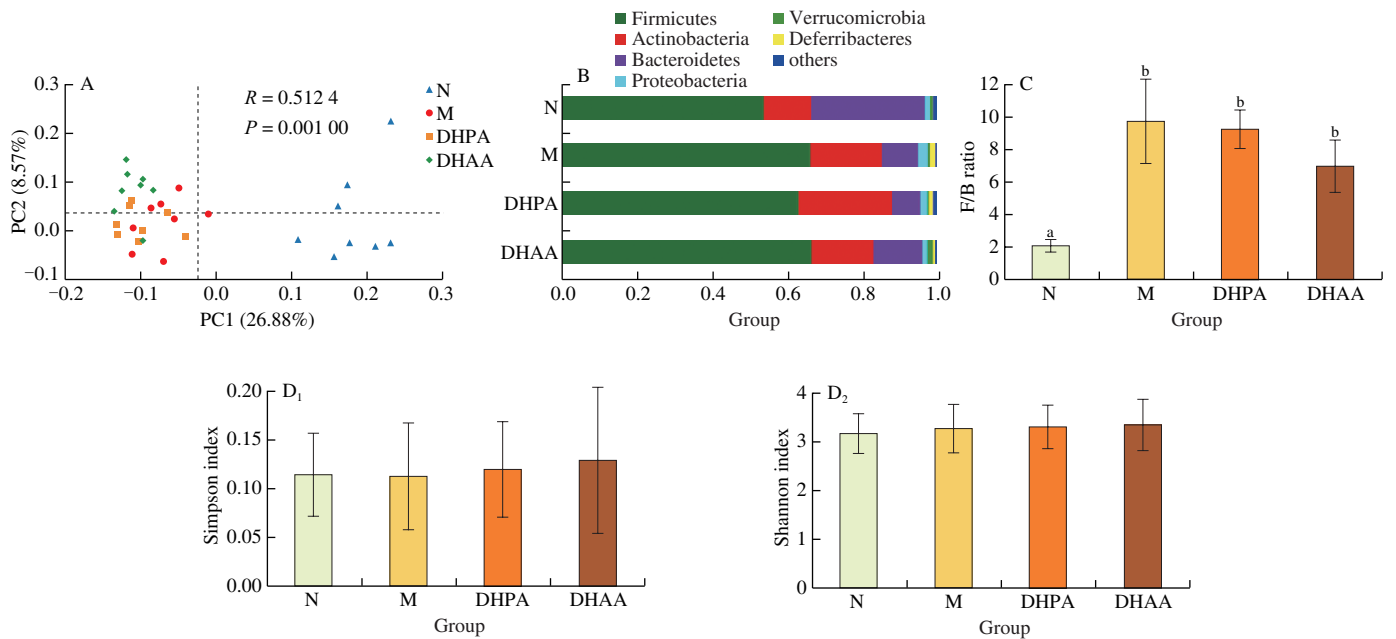 A
R = 0.512 4
P = 0.001 00
N
M
DHPA
DHAA
0.3
0.2
0.1
0.0
−0.1
PC2 (8.57%)
−0.2
−0.1
0.0
0.1
0.2
0.3
PC1 (26.88%)
Firmicutes
Actinobacteria
Bacteroidetes
Proteobacteria
Verrucomicrobia
Deferribacteres
others
B
N
M
DHPA
DHAA
0.0
0.2
0.4
0.6
0.8
1.0
Group
C
12
10
8
6
4
2
0
F/B ratio
a
b
b
b
N
M
DHPA
DHAA
Group
D1
0.20
0.15
0.10
0.05
0.00
Simpson index
N
M
DHPA
DHAA
Group
D2
4
3
2
1
0
Shannon index
N
M
DHPA
DHAA
Group